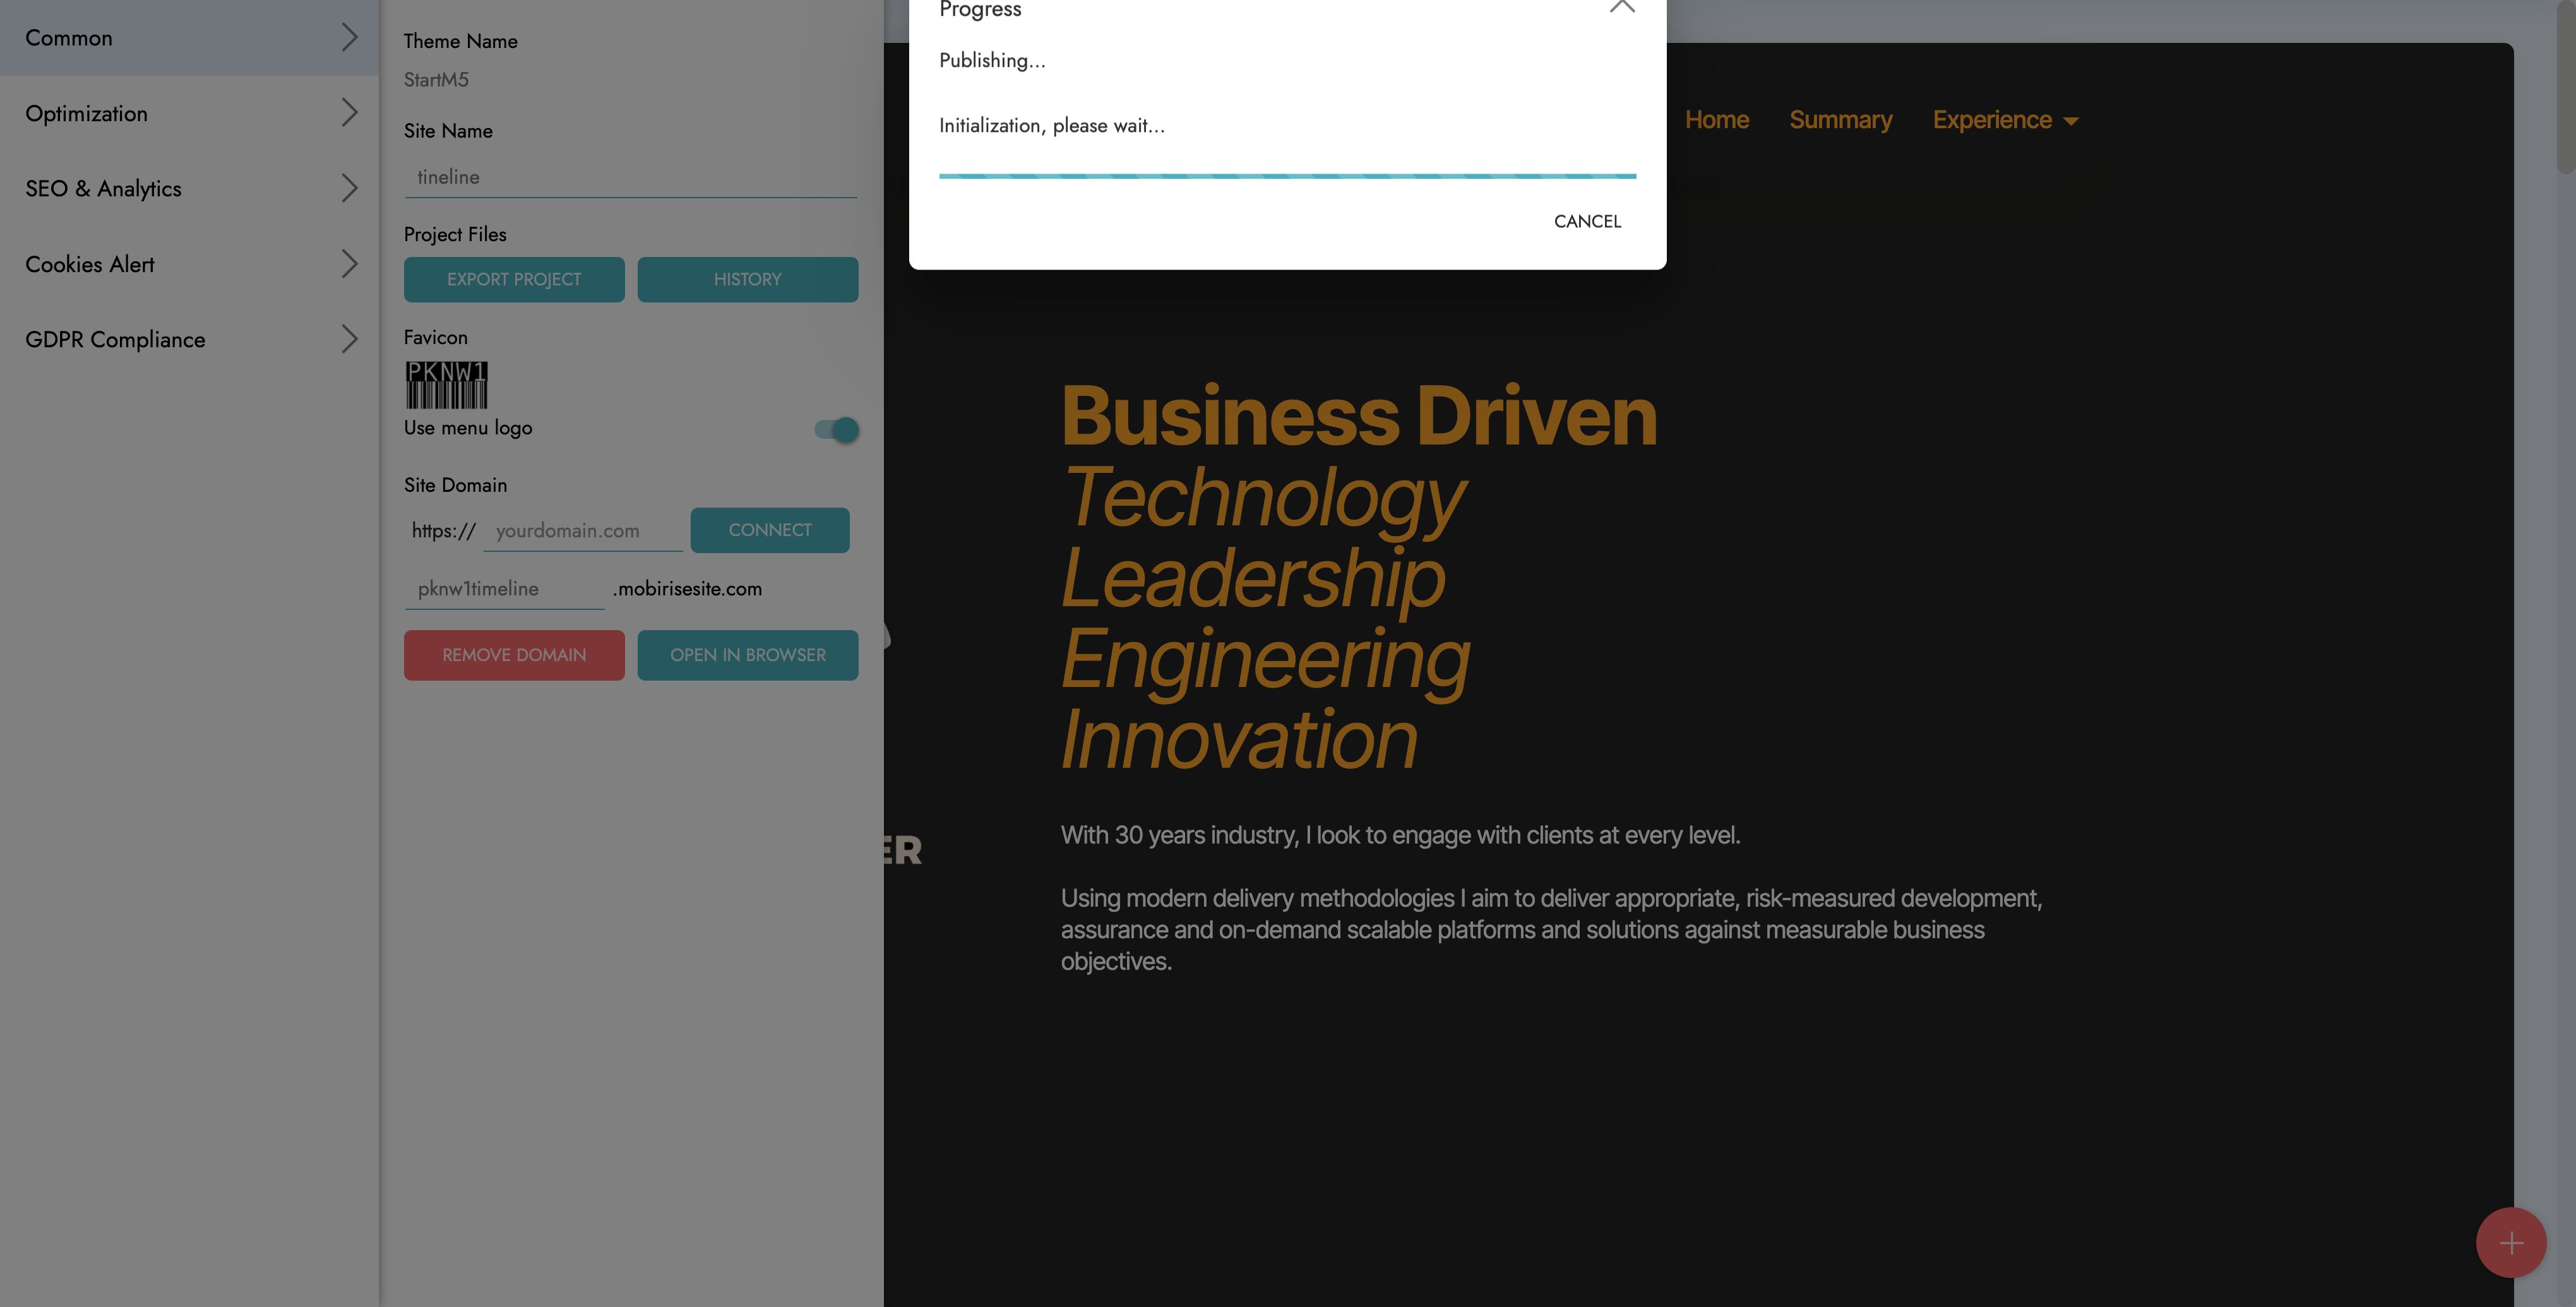 Common
Optimization
SEO & Analytics
Cookies Alert
GDPR Compliance
Theme Name
StartM5
Site Name
tineline
Project Files
EXPORT PROJECT HISTORY
Favicon
PKNW1
Use menu logo
Site Domain
https:// yourdomain.com CONNECT
pknw1timeline .mobirisesite.com
REMOVE DOMAIN OPEN IN BROWSER
Progress
Publishing...
Initialization, please wait...
CANCEL
Home Summary Experience
Business Driven
Technology
Leadership
Engineering
Innovation
ER
With 30 years industry, I look to engage with clients at every level.
Using modern delivery methodologies I aim to deliver appropriate, risk-measured development,
assurance and on-demand scalable platforms and solutions against measurable business
objectives.